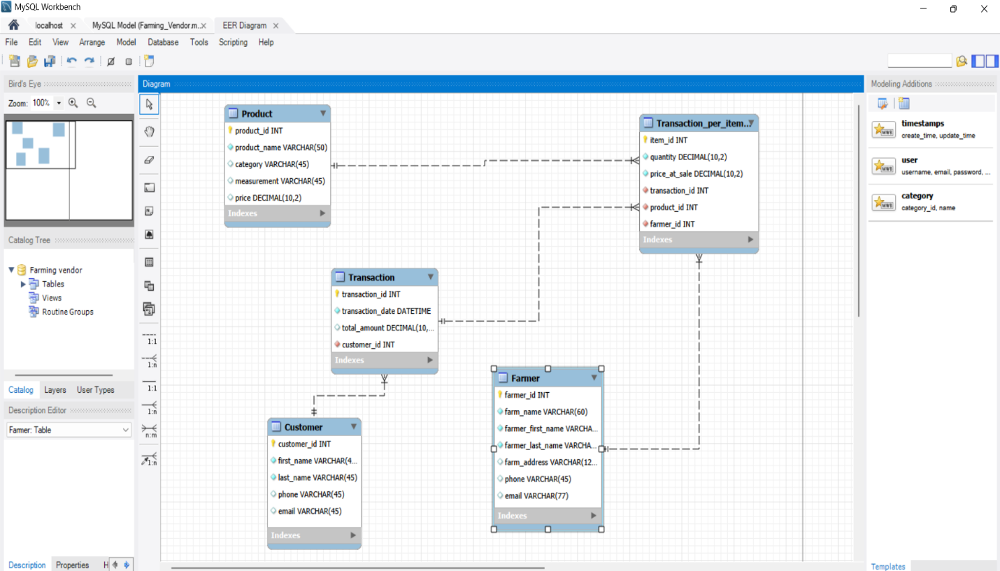 MySQL Workbench
localhost
MySQL Model (Farming_Vendor.m...
EER Diagram
File Edit View Arrange Model Database Tools Scripting Help
Bird's Eye
Zoom: 100%
Catalog Tree
Farming vendor
Tables
Views
Routine Groups
Catalog Layers User Types
Description Editor
Farmer: Table
Description Properties H
1:1
1:n
1:1
1:n
n:m
1:n
Diagram
Product
product_id INT
product_name VARCHAR(50)
category VARCHAR(45)
measurement VARCHAR(45)
price DECIMAL(10,2)
Indexes
Transaction_per_item...
item_id INT
quantity DECIMAL(10,2)
price_at_sale DECIMAL(10,2)
transaction_id INT
product_id INT
farmer_id INT
Indexes
Transaction
transaction_id INT
transaction_date DATETIME
total_amount DECIMAL(10,...
customer_id INT
Indexes
Farmer
farmer_id INT
farm_name VARCHAR(60)
farmer_first_name VARCHA...
farmer_last_name VARCHA...
farm_address VARCHAR(12...
phone VARCHAR(45)
email VARCHAR(77)
Indexes
Customer
customer_id INT
first_name VARCHAR(4...
last_name VARCHAR(45)
phone VARCHAR(45)
email VARCHAR(45)
Indexes
Modeling Additions
MWB
timestamps
create_time, update_time
MWB
user
username, email, password, ...
MWB
category
category_id, name
Templates